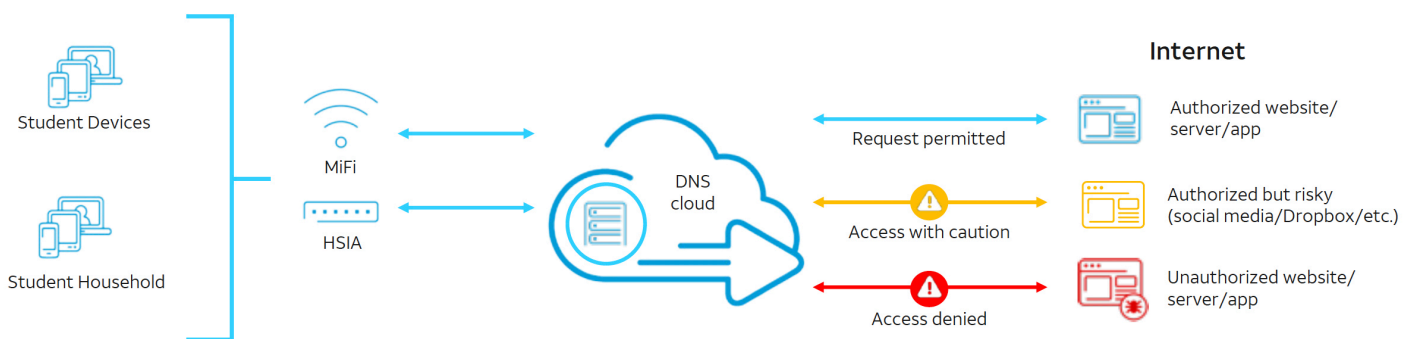 Student Devices
Student Household
MiFi
HSIA
DNS
cloud
Request permitted
Access with caution
Access denied
Internet
Authorized website/
server/app
Authorized but risky
(social media/Dropbox/etc.)
Unauthorized website/
server/app